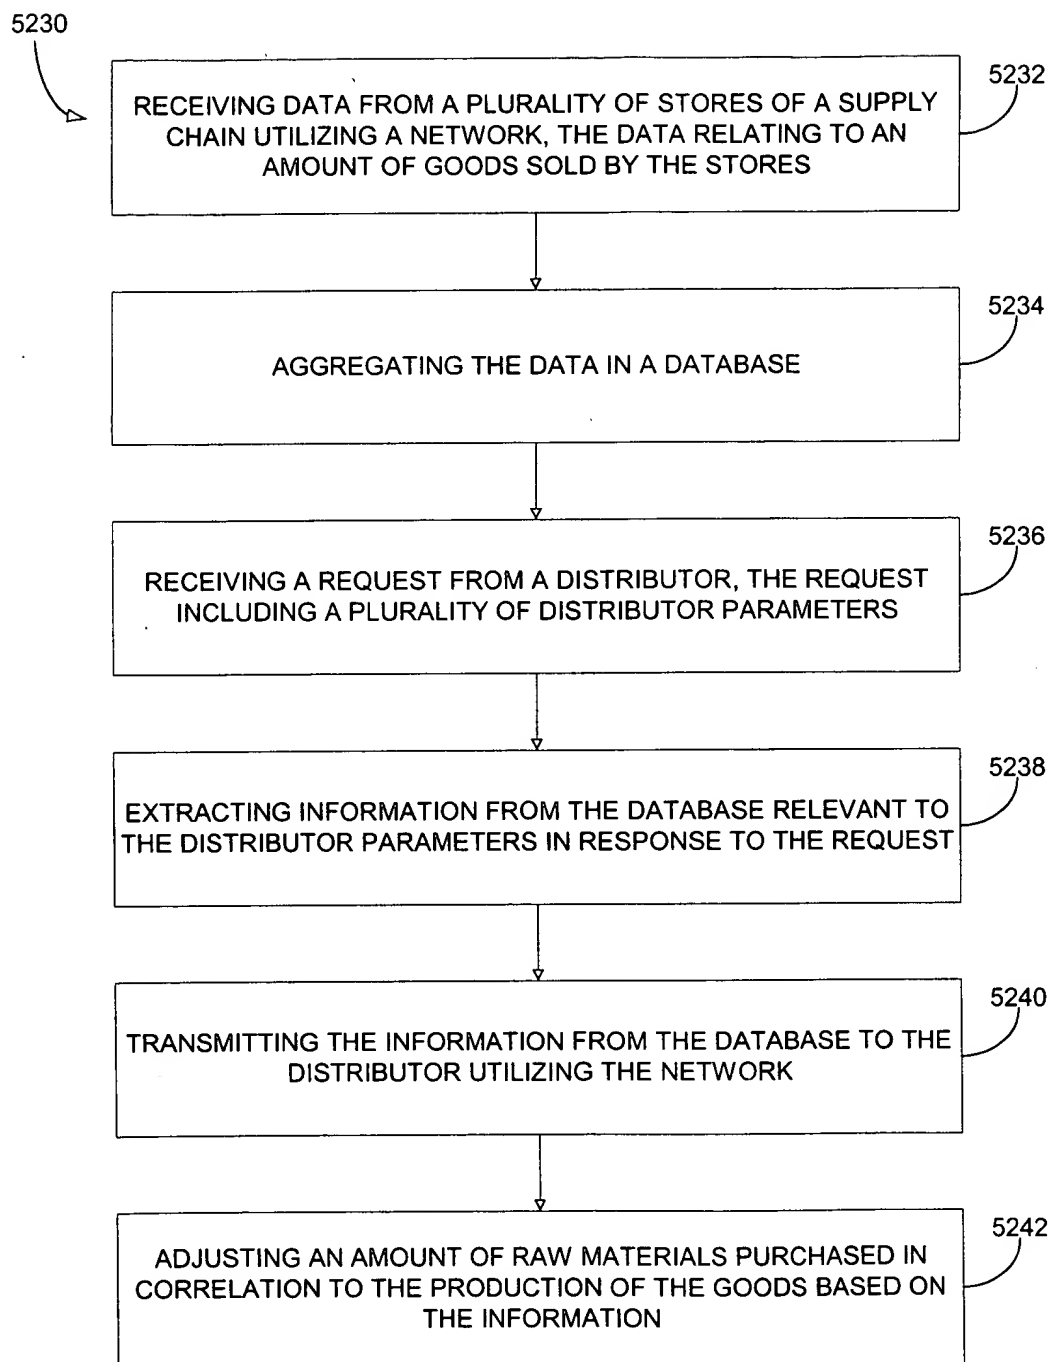 5230
5232
RECEIVING DATA FROM A PLURALITY OF STORES OF A SUPPLY
CHAIN UTILIZING A NETWORK, THE DATA RELATING TO AN
AMOUNT OF GOODS SOLD BY THE STORES
5234
AGGREGATING THE DATA IN A DATABASE
5236
RECEIVING A REQUEST FROM A DISTRIBUTOR, THE REQUEST
INCLUDING A PLURALITY OF DISTRIBUTOR PARAMETERS
5238
EXTRACTING INFORMATION FROM THE DATABASE RELEVANT TO
THE DISTRIBUTOR PARAMETERS IN RESPONSE TO THE REQUEST
5240
TRANSMITTING THE INFORMATION FROM THE DATABASE TO THE
DISTRIBUTOR UTILIZING THE NETWORK
5242
ADJUSTING AN AMOUNT OF RAW MATERIALS PURCHASED IN
CORRELATION TO THE PRODUCTION OF THE GOODS BASED ON
THE INFORMATION